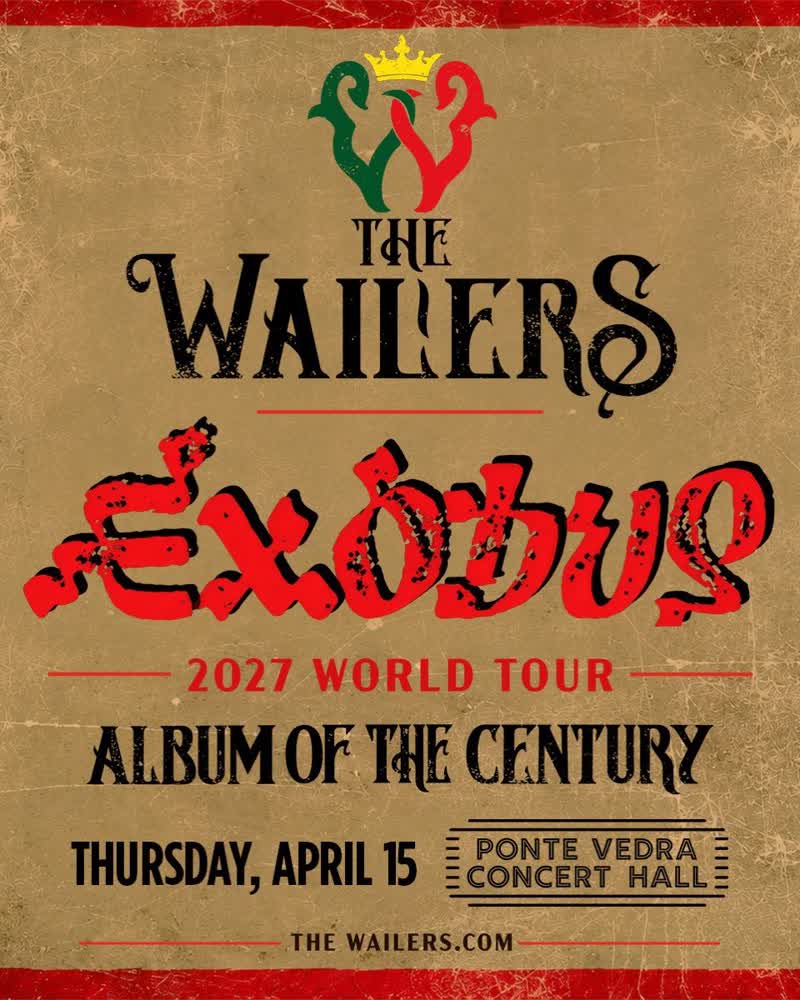 THE
WAILERS
EXODUS
2027 WORLD TOUR
ALBUM OF THE CENTURY
THURSDAY, APRIL 15
PONTE VEDRA
CONCERT HALL
THE WAILERS.COM